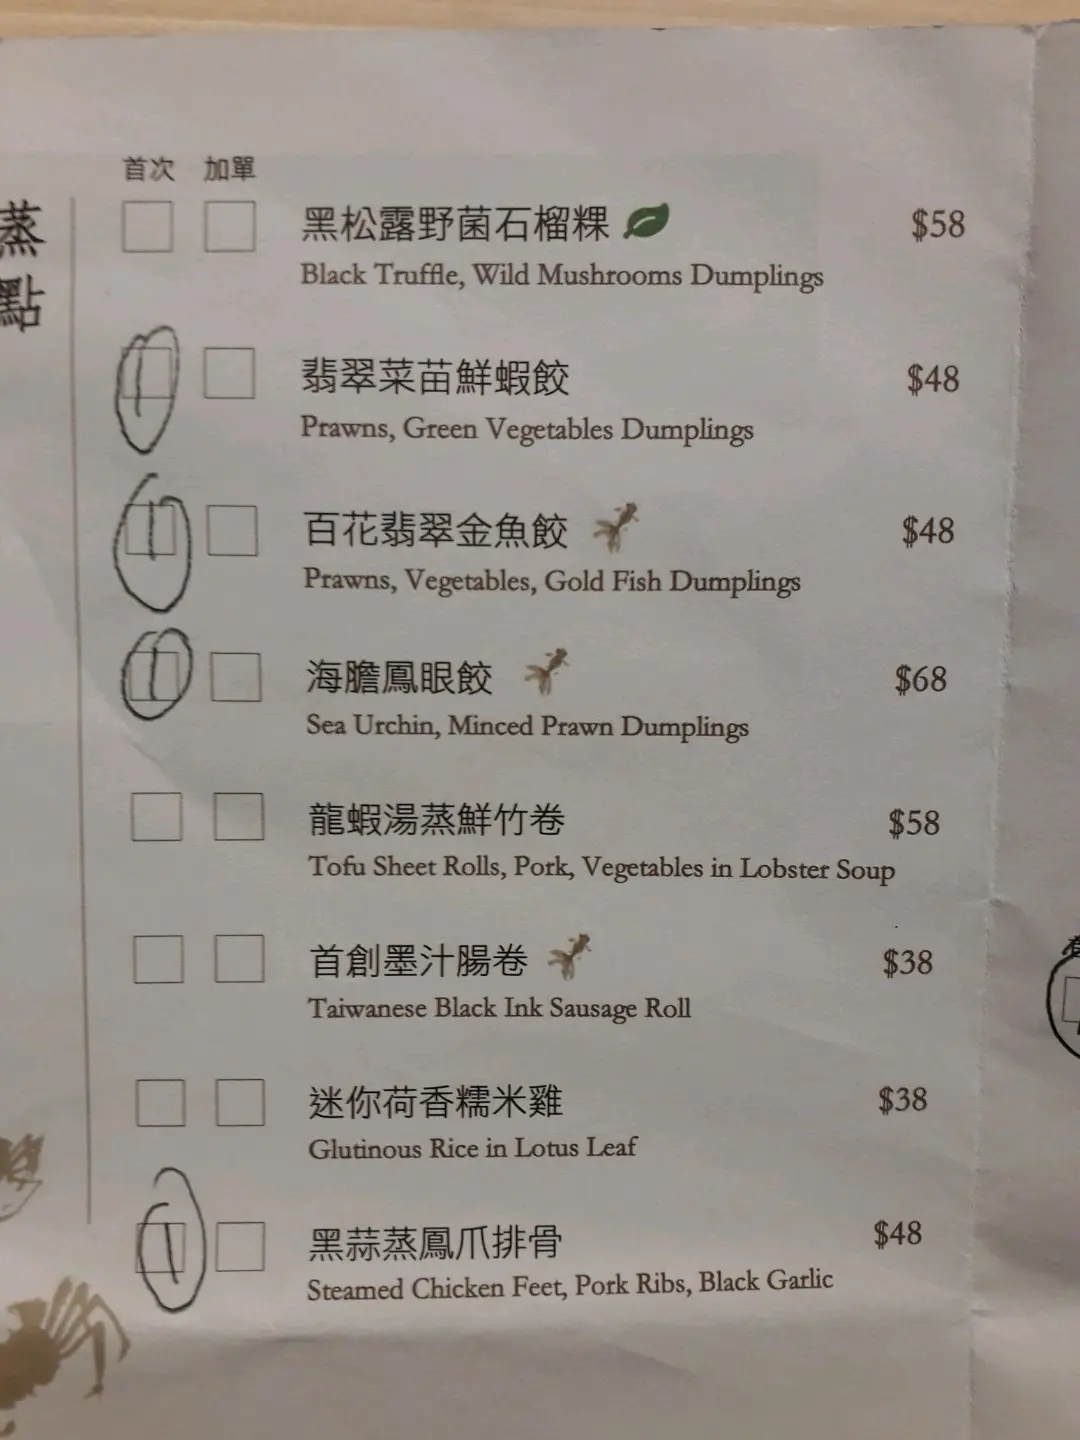 首次 加單
蒸點
黑松露野菌石榴粿 $58
Black Truffle, Wild Mushrooms Dumplings
1 翡翠菜苗鮮蝦餃 $48
Prawns, Green Vegetables Dumplings
1 百花翡翠金魚餃 $48
Prawns, Vegetables, Gold Fish Dumplings
1 海膽鳳眼餃 $68
Sea Urchin, Minced Prawn Dumplings
龍蝦湯蒸鮮竹卷 $58
Tofu Sheet Rolls, Pork, Vegetables in Lobster Soup
首創墨汁腸卷 $38
Taiwanese Black Ink Sausage Roll
迷你荷香糯米雞 $38
Glutinous Rice in Lotus Leaf
1 黑蒜蒸鳳爪排骨 $48
Steamed Chicken Feet, Pork Ribs, Black Garlic